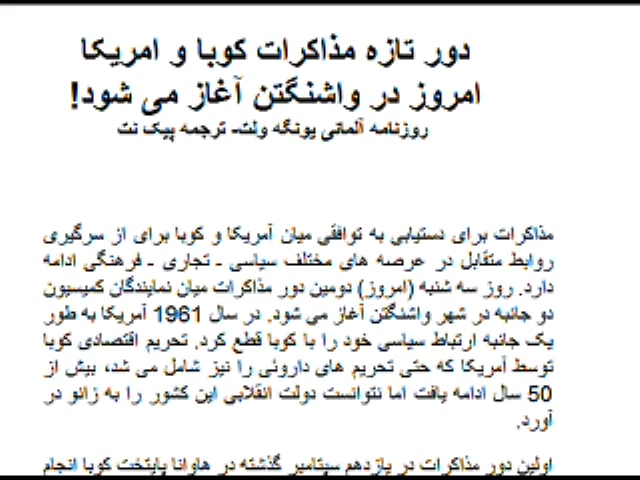 دور تازه مذاکرات کوبا و امریکا
امروز در واشنگتن آغاز می شود!
روزنامه آلمانی یونگه ولت- ترجمه پیک نت
مذاکرات برای دستیابی به توافقی میان آمریکا و کوبا برای از سرگیری
روابط متقابل در عرصه های مختلف سیاسی ـ تجاری ـ فرهنگی ادامه
دارد. روز سه شنبه (امروز) دومین دور مذاکرات میان نمایندگان کمیسیون
دو جانبه در شهر واشنگتن آغاز می شود. در سال 1961 آمریکا به طور
یک جانبه ارتباط سیاسی خود را با کوبا قطع کرد. تحریم اقتصادی کوبا
توسط آمریکا که حتی تحریم های داروئی را نیز شامل می شد، بیش از
50 سال ادامه یافت اما نتوانست دولت انقلابی این کشور را به زانو در
آورد.
اولین دور مذاکرات در یازدهم سپتامبر گذشته در هاوانا پایتخت کوبا انجام